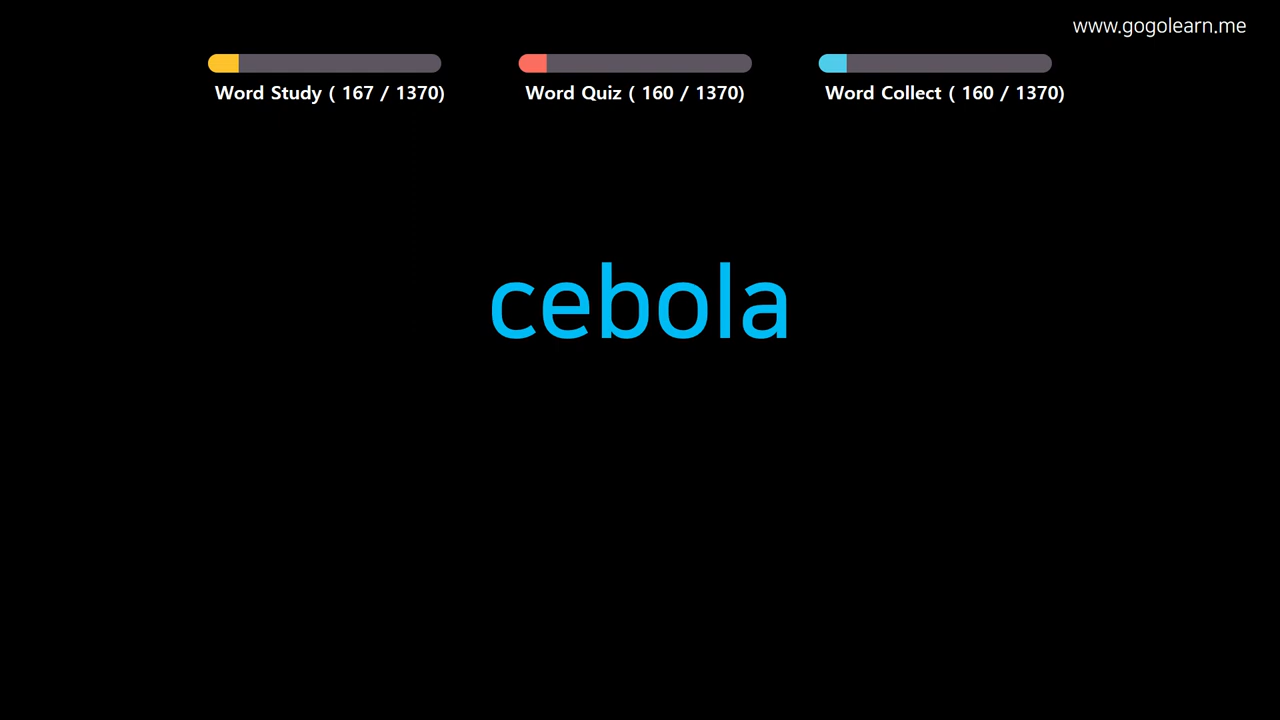 www.gogolearn.me
Word Study ( 167 / 1370)
Word Quiz ( 160 / 1370)
Word Collect ( 160 / 1370)
cebola